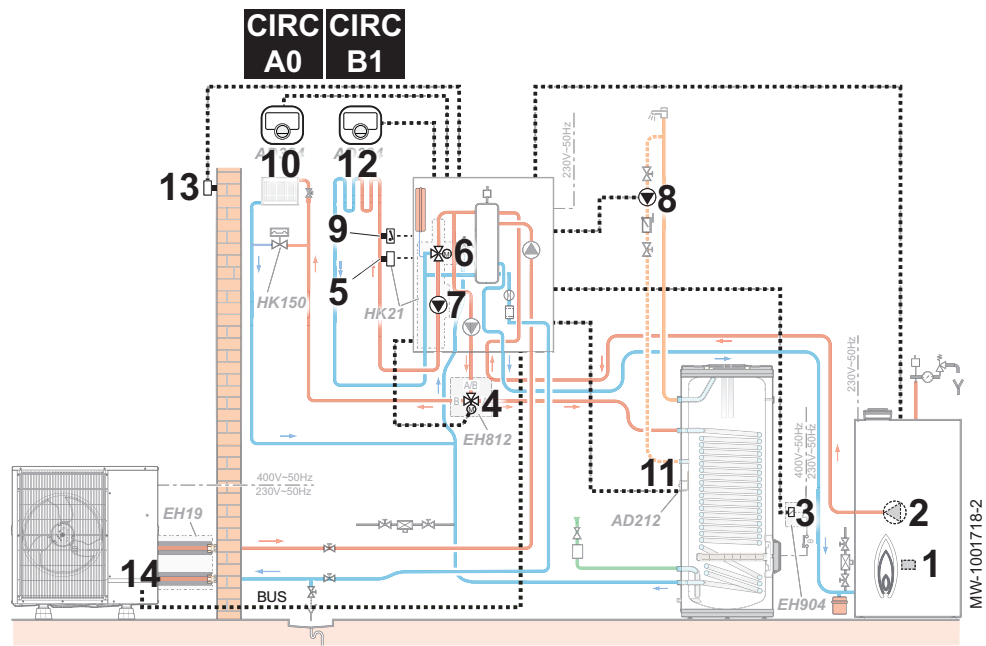 CIRC CIRC
A0 B1
10
12
13
9
5
HK150
HK21
6
7
230V~50Hz
8
A/B
B
4
EH812
11
AD212
400V~50Hz
230V~50Hz
3
EH904
230V~50Hz
2
1
400V~50Hz
230V~50Hz
EH19
14
BUS
MW-1001718-2